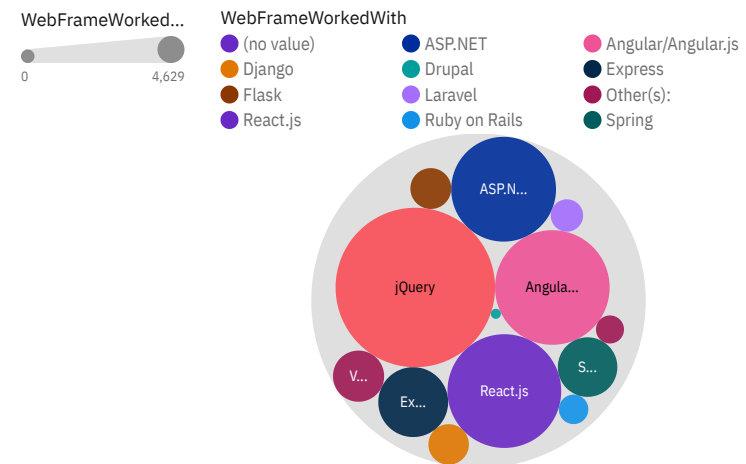 WebFrameWorked...
0
4,629
WebFrameWorkedWith
(no value)
ASP.NET
Angular/Angular.js
Django
Drupal
Express
Flask
Laravel
Other(s):
React.js
Ruby on Rails
Spring
ASP.N...
jQuery
Angula...
V...
Ex...
React.js
S...